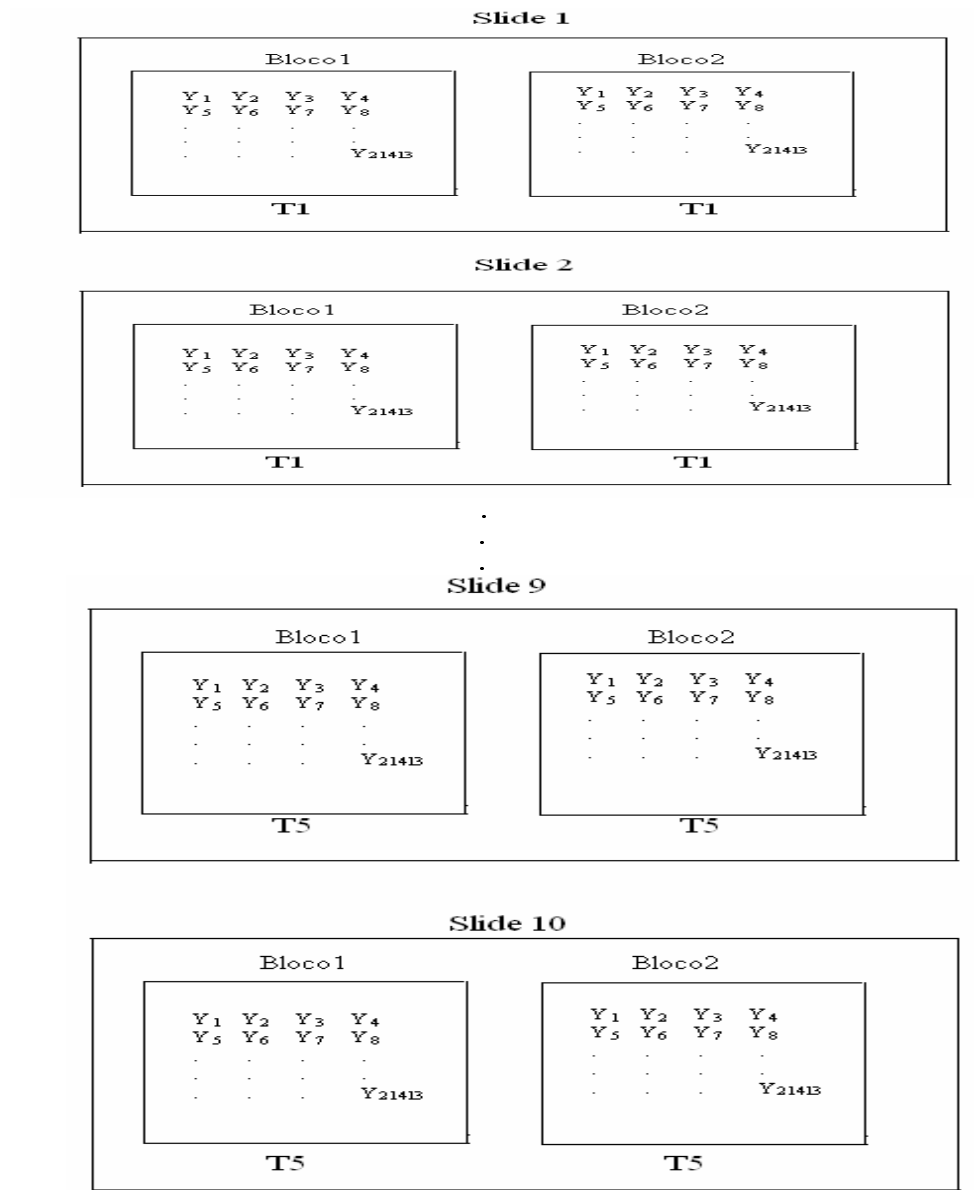 Slide 1
Bloco1 Bloco2
Y1 Y2 Y3 Y4 Y1 Y2 Y3 Y4
Y5 Y6 Y7 Y8 Y5 Y6 Y7 Y8
. . . . . . . .
. . . . . . . .
. . . Y21413 . . . Y21413
T1 T1
Slide 2
Bloco1 Bloco2
Y1 Y2 Y3 Y4 Y1 Y2 Y3 Y4
Y5 Y6 Y7 Y8 Y5 Y6 Y7 Y8
. . . . . . . .
. . . . . . . .
. . . Y21413 . . . Y21413
T1 T1
.
.
.
Slide 9
Bloco1 Bloco2
Y1 Y2 Y3 Y4 Y1 Y2 Y3 Y4
Y5 Y6 Y7 Y8 Y5 Y6 Y7 Y8
. . . . . . . .
. . . . . . . .
. . . Y21413 . . . Y21413
T5 T5
Slide 10
Bloco1 Bloco2
Y1 Y2 Y3 Y4 Y1 Y2 Y3 Y4
Y5 Y6 Y7 Y8 Y5 Y6 Y7 Y8
. . . . . . . .
. . . . . . . .
. . . Y21413 . . . Y21413
T5 T5